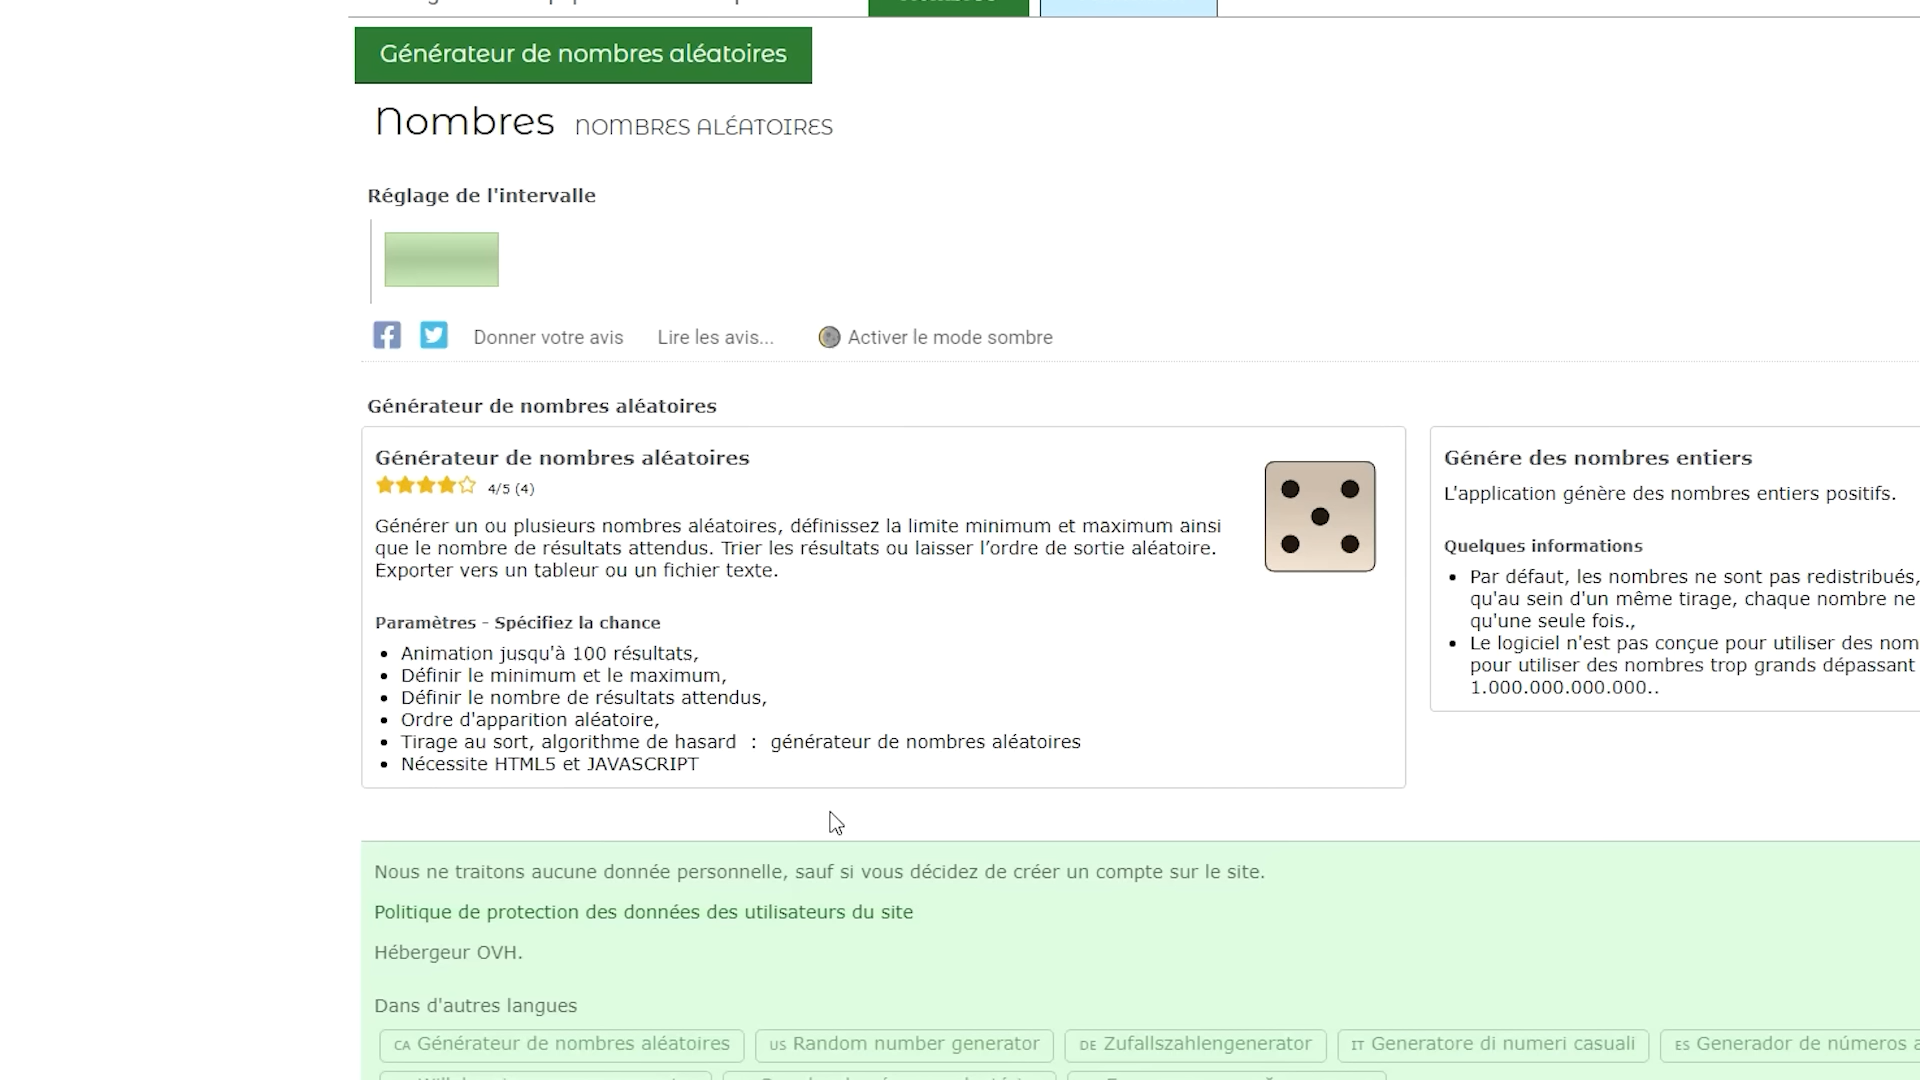 Générateur de nombres aléatoires
Nombres NOMBRES ALÉATOIRES
Réglage de l'intervalle
Donner votre avis Lire les avis... Activer le mode sombre
Générateur de nombres aléatoires
Générateur de nombres aléatoires
4/5 (4)
Générer un ou plusieurs nombres aléatoires, définissez la limite minimum et maximum ainsi
que le nombre de résultats attendus. Trier les résultats ou laisser l’ordre de sortie aléatoire.
Exporter vers un tableur ou un fichier texte.
Paramètres - Spécifiez la chance
Animation jusqu'à 100 résultats,
Définir le minimum et le maximum,
Définir le nombre de résultats attendus,
Ordre d'apparition aléatoire,
Tirage au sort, algorithme de hasard : générateur de nombres aléatoires
Nécessite HTML5 et JAVASCRIPT
Génére des nombres entiers
L'application génère des nombres entiers positifs.
Quelques informations
Par défaut, les nombres ne sont pas redistribués,
qu'au sein d'un même tirage, chaque nombre ne
qu'une seule fois.,
Le logiciel n'est pas conçue pour utiliser des nom
pour utiliser des nombres trop grands dépassant
1.000.000.000.000..
Nous ne traitons aucune donnée personnelle, sauf si vous décidez de créer un compte sur le site.
Politique de protection des données des utilisateurs du site
Hébergeur OVH.
Dans d'autres langues
CA Générateur de nombres aléatoires US Random number generator DE Zufallszahlengenerator IT Generatore di numeri casuali ES Generador de números a